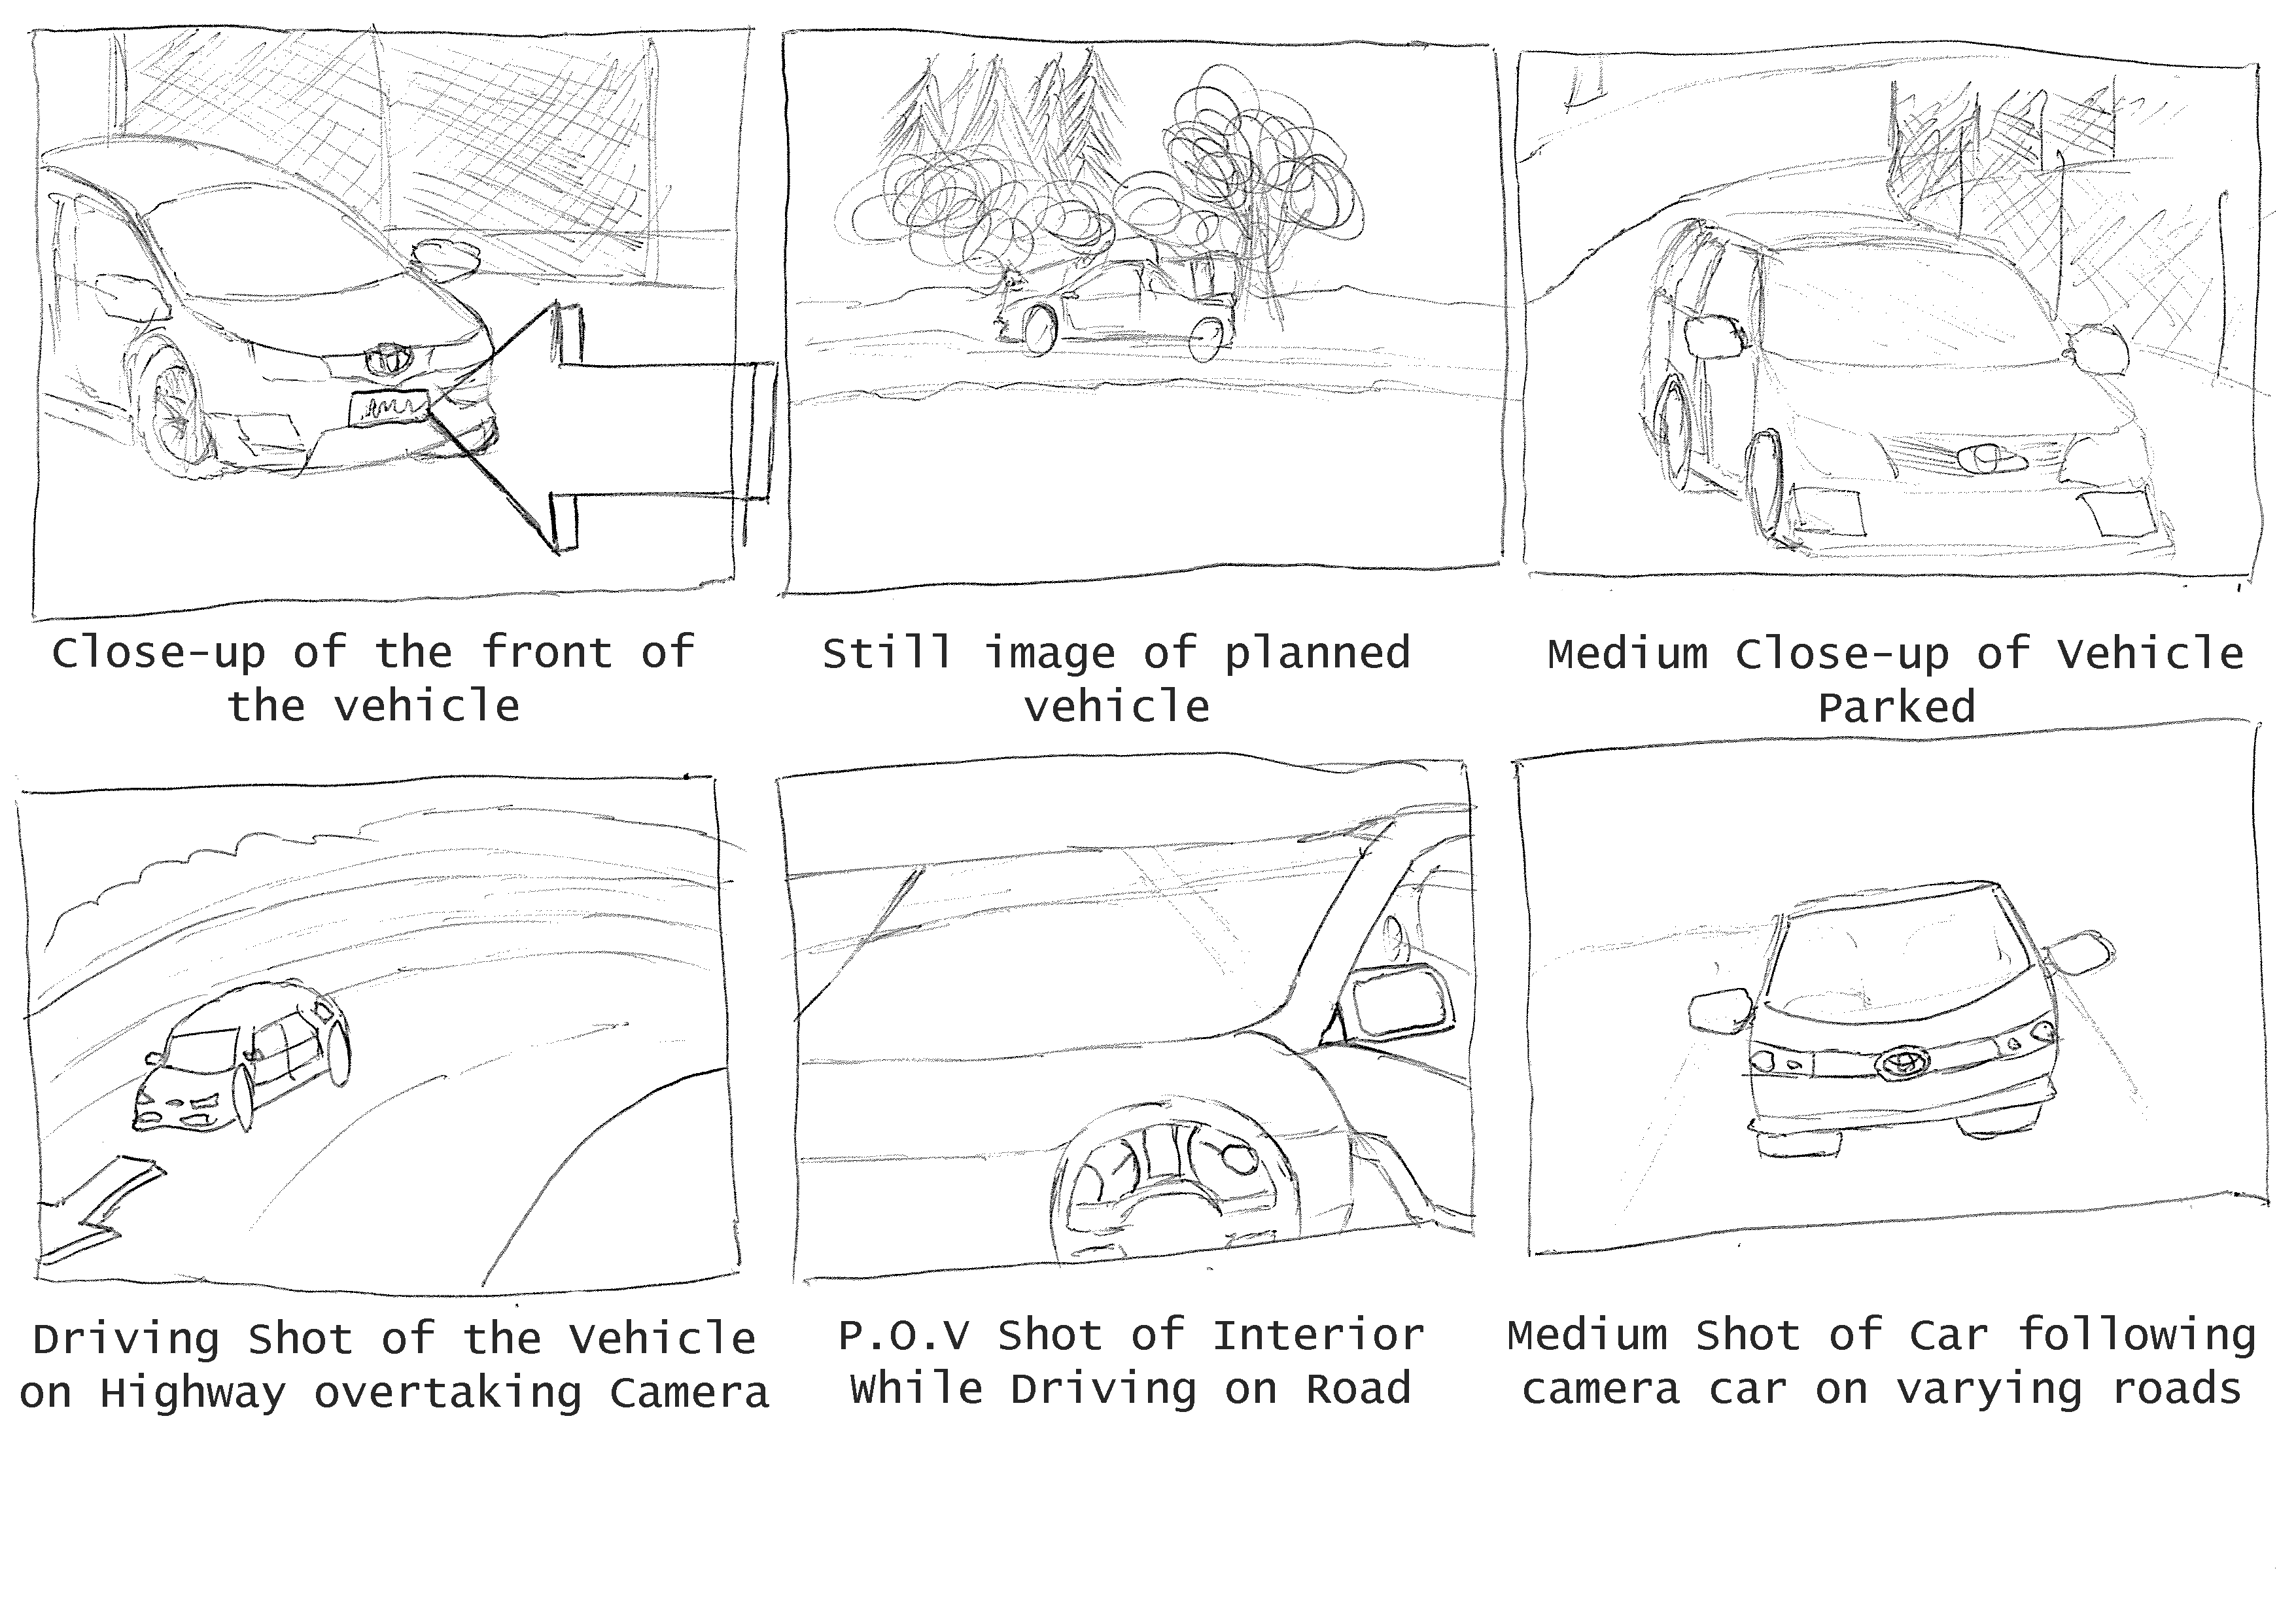 Close-up of the front of
the vehicle
Still image of planned
vehicle
Medium Close-up of Vehicle
Parked
Driving Shot of the Vehicle
on Highway overtaking Camera
P.O.V Shot of Interior
While Driving on Road
Medium Shot of Car following
camera car on varying roads